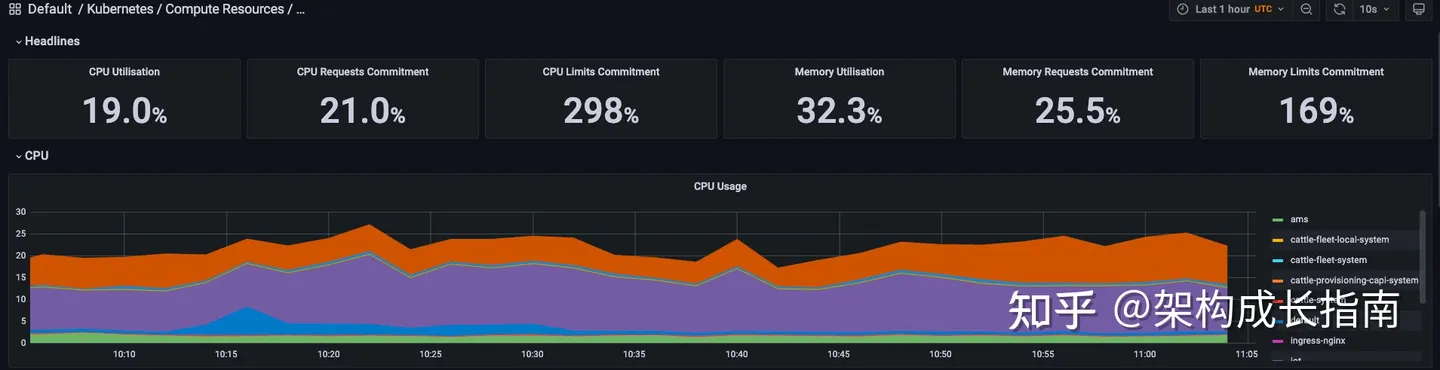 Default / Kubernetes / Compute Resources / ...
Last 1 hour UTC
10s
Headlines
CPU Utilisation
19.0%
CPU Requests Commitment
21.0%
CPU Limits Commitment
298%
Memory Utilisation
32.3%
Memory Requests Commitment
25.5%
Memory Limits Commitment
169%
CPU
CPU Usage
30
25
20
15
10
5
0
10:10
10:15
10:20
10:25
10:30
10:35
10:40
10:45
10:50
10:55
11:00
11:05
ams
cattle-fleet-local-system
cattle-fleet-system
cattle-provisioning-capi-system
cattle-system
default
ingress-nginx
知乎 @架构成长指南